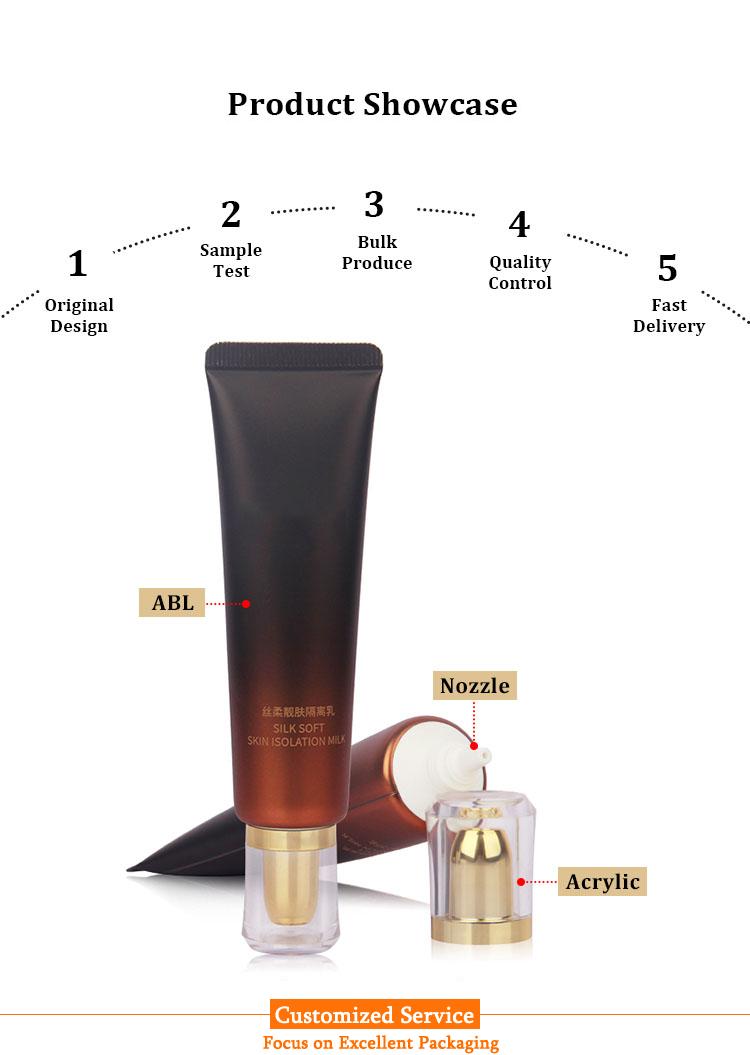 Product Showcase
1
Original
Design
2
Sample
Test
3
Bulk
Produce
4
Quality
Control
5
Fast
Delivery
ABL
丝柔靓肤隔离乳
SILK SOFT
SKIN ISOLATION MILK
Nozzle
Acrylic
Customized Service
Focus on Excellent Packaging